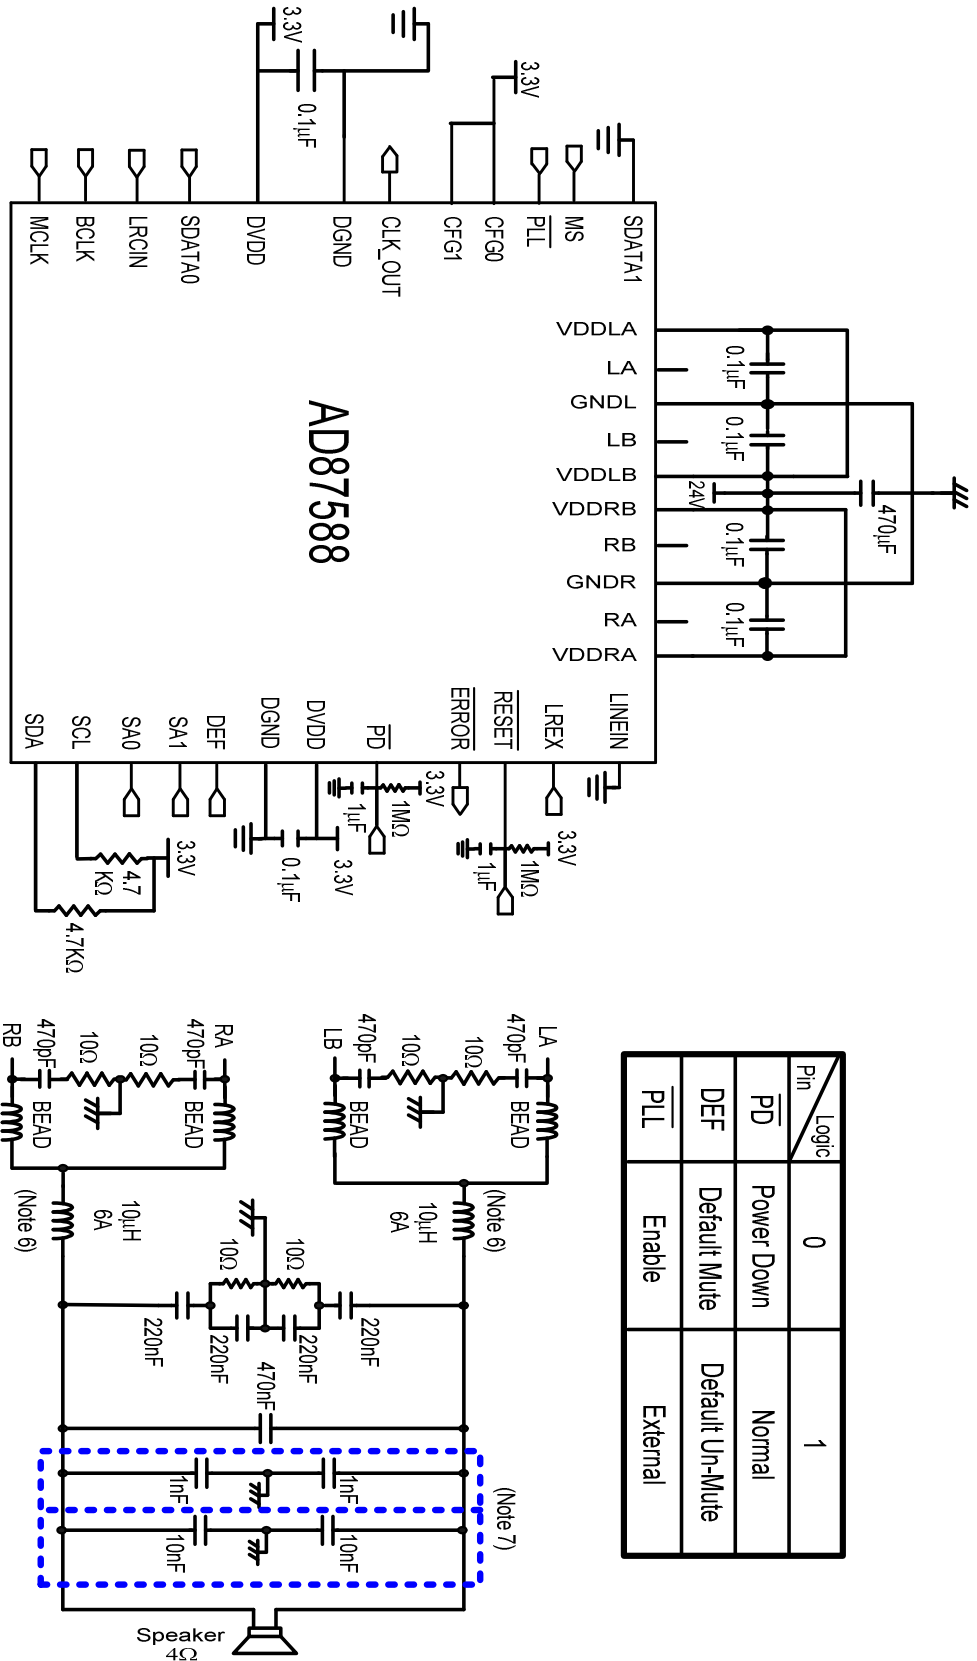 3.3V
0.1µF
3.3V
MCLK
BCLK
LRCIN
SDATA0
DVDD
DGND
CLK_OUT
CFG1
CFG0
PLL
MS
SDATA1
VDDLA
LA
GNDL
LB
VDDLB
VDDRB
RB
GNDR
RA
VDDRA
0.1µF
0.1µF
24V
470µF
0.1µF
0.1µF
AD87588
SDA
SCL
SA0
SA1
DEF
DGND
DVDD
PD
ERROR
RESET
LREX
LINEIN
3.3V
1MΩ
1µF
3.3V
1MΩ
1µF
3.3V
0.1µF
3.3V
4.7
KΩ
4.7KΩ
Pin
Logic
0
1
PD
Power Down
Normal
DEF
Default Mute
Default Un-Mute
PLL
Enable
External
LA
470pF
10Ω
10Ω
470pF
LB
BEAD
BEAD
RA
470pF
10Ω
10Ω
470pF
RB
BEAD
BEAD
(Note 6)
10µH
6A
10µH
6A
(Note 6)
10Ω
10Ω
220nF
220nF
220nF
220nF
470nF
1nF
1nF
(Note 7)
10nF
10nF
Speaker
4Ω